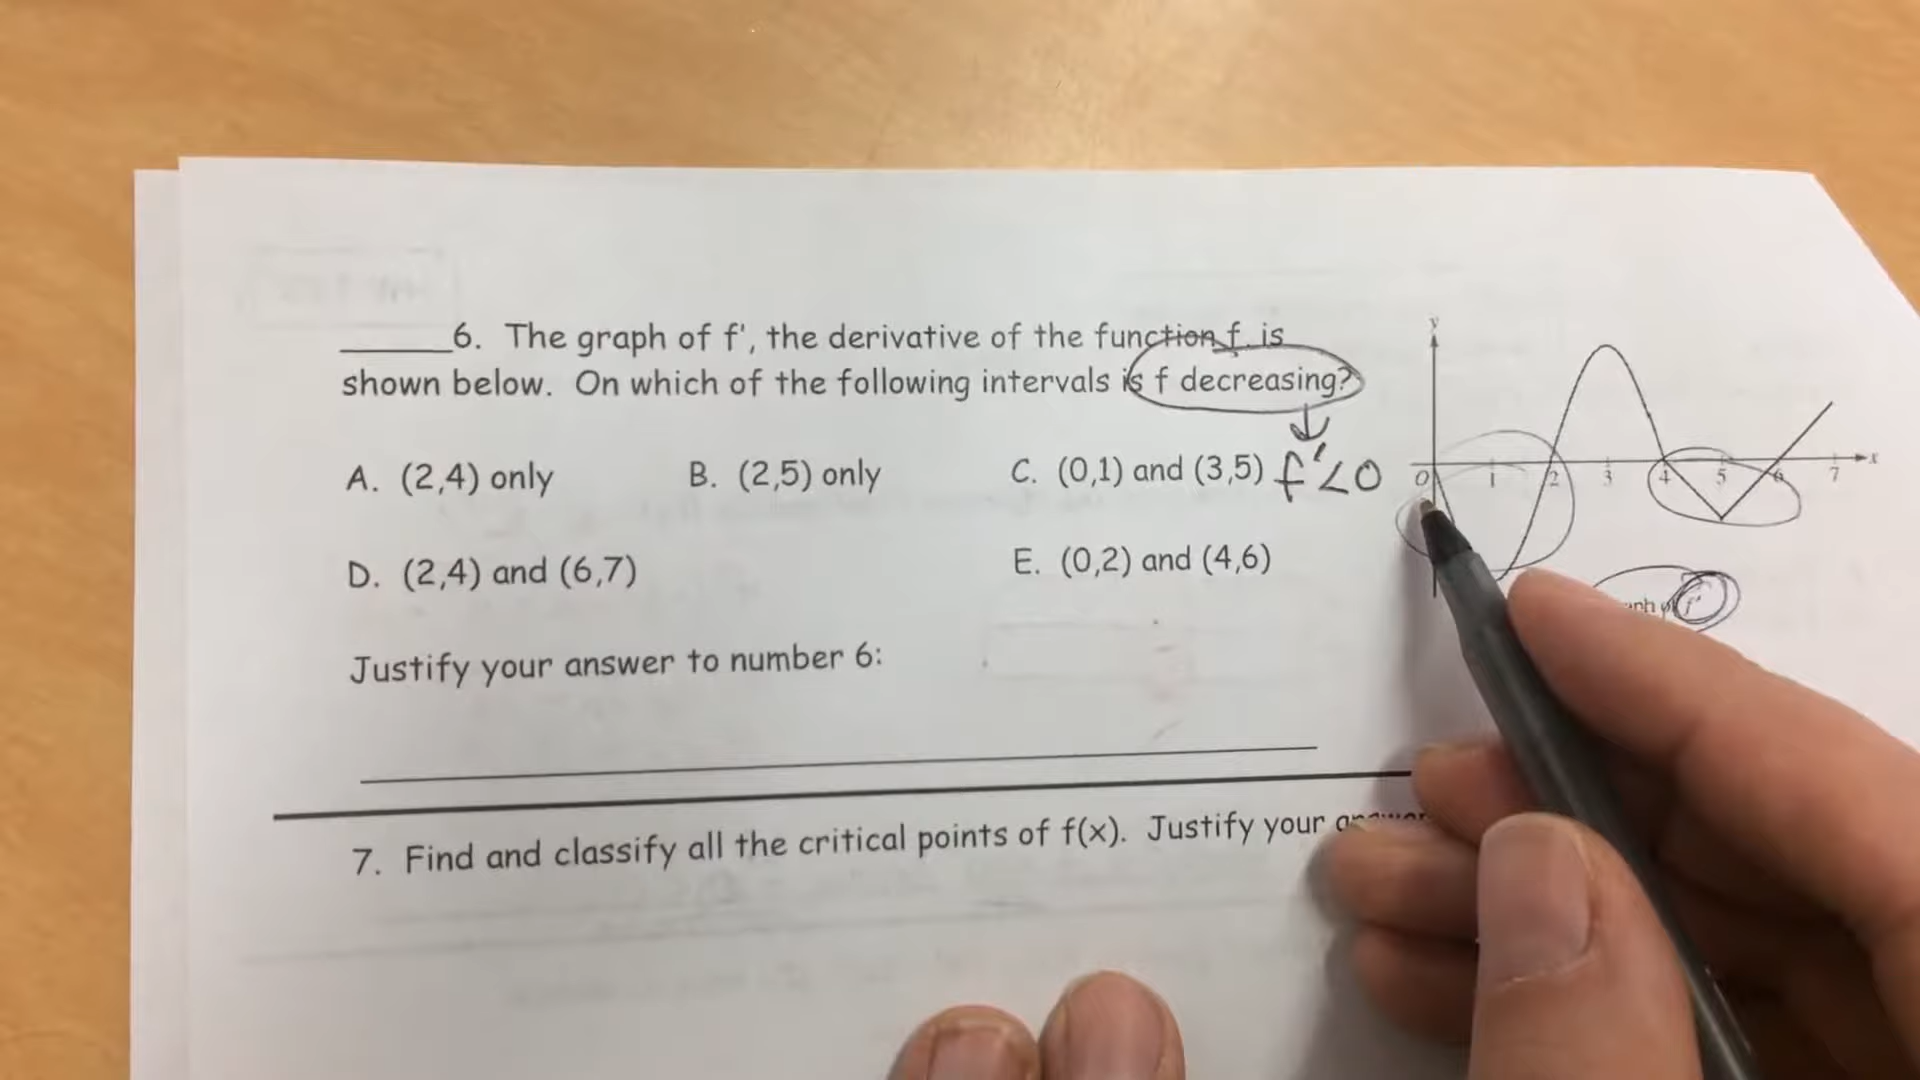 ______6. The graph of f', the derivative of the function f, is
shown below. On which of the following intervals is f decreasing?
A. (2,4) only B. (2,5) only C. (0,1) and (3,5) f'<0
D. (2,4) and (6,7) E. (0,2) and (4,6)
Justify your answer to number 6:
7. Find and classify all the critical points of f(x). Justify your
y
O 1 2 3 4 5 6 7 x
f'